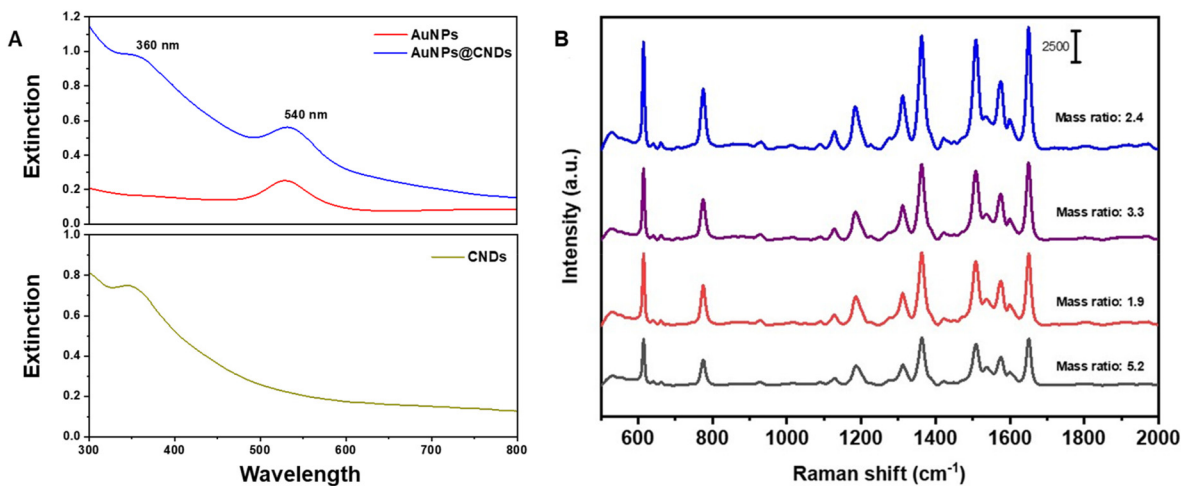 A
1.2
1.0
0.8
0.6
0.4
0.2
0.0
Extinction
360 nm
540 nm
AuNPs
AuNPs@CNDs
1.0
0.8
0.6
0.4
0.2
0.0
Extinction
CNDs
300 400 500 600 700 800
Wavelength
B
2500
Mass ratio: 2.4
Mass ratio: 3.3
Mass ratio: 1.9
Mass ratio: 5.2
Intensity (a.u.)
600 800 1000 1200 1400 1600 1800 2000
Raman shift (cm⁻¹)